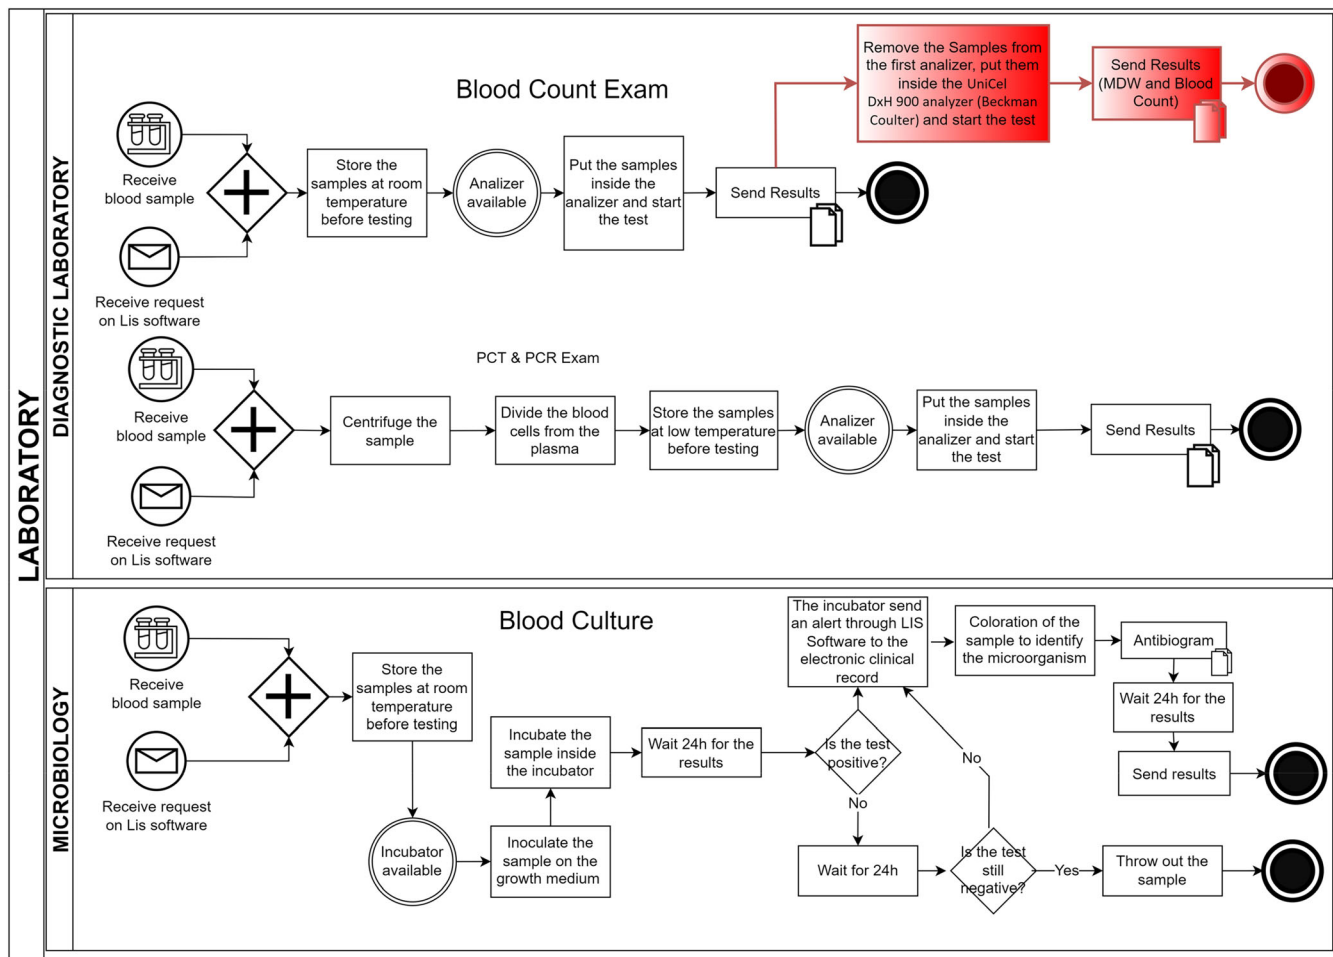 LABORATORY
DIAGNOSTIC LABORATORY
Blood Count Exam
Receive
blood sample
Receive request
on Lis software
Store the
samples at room
temperature
before testing
Analizer
available
Put the samples
inside the
analizer and start
the test
Send Results
Remove the Samples from
the first analizer, put them
inside the UniCel
DxH 900 analyzer (Beckman
Coulter) and start the test
Send Results
(MDW and Blood
Count)
PCT & PCR Exam
Receive
blood sample
Receive request
on Lis software
Centrifuge the
sample
Divide the blood
cells from the
plasma
Store the samples
at low temperature
before testing
Analizer
available
Put the samples
inside the
analizer and start
the test
Send Results
MICROBIOLOGY
Blood Culture
Receive
blood sample
Receive request
on Lis software
Store the
samples at room
temperature
before testing
Incubator
available
Inoculate the
sample on the
growth medium
Incubate the
sample inside
the incubator
Wait 24h for the
results
Is the test
positive?
No
The incubator send
an alert through LIS
Software to the
electronic clinical
record
Coloration of the
sample to identify
the microorganism
Antibiogram
Wait 24h for the
results
Send results
Wait for 24h
Is the test
still
negative?
No
Yes
Throw out the
sample